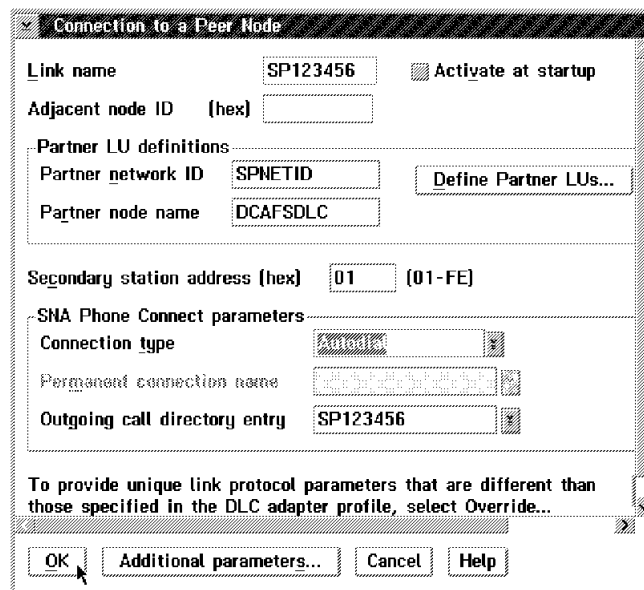 Connection to a Peer Node
Link name SP123456 Activate at startup
Adjacent node ID (hex)
Partner LU definitions
Partner network ID SPNETID Define Partner LUs...
Partner node name DCAFSDLC
Secondary station address (hex) 01 (01-FE)
SNA Phone Connect parameters
Connection type Autodial
Permanent connection name
Outgoing call directory entry SP123456
To provide unique link protocol parameters that are different than
those specified in the DLC adapter profile, select Override...
OK Additional parameters... Cancel Help